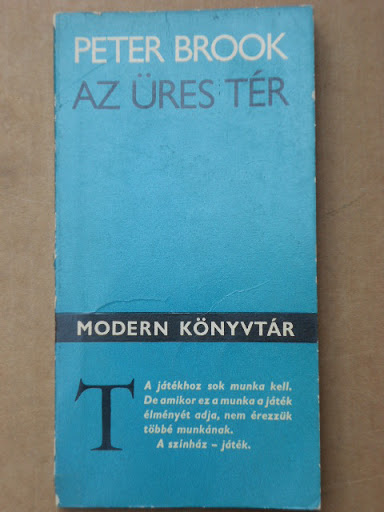 PETER BROOK
AZ ÜRES TÉR
MODERN KÖNYVTÁR
T
A játékhoz sok munka kell.
De amikor ez a munka a játék
élményét adja, nem érezzük
többé munkának.
A színház – játék.